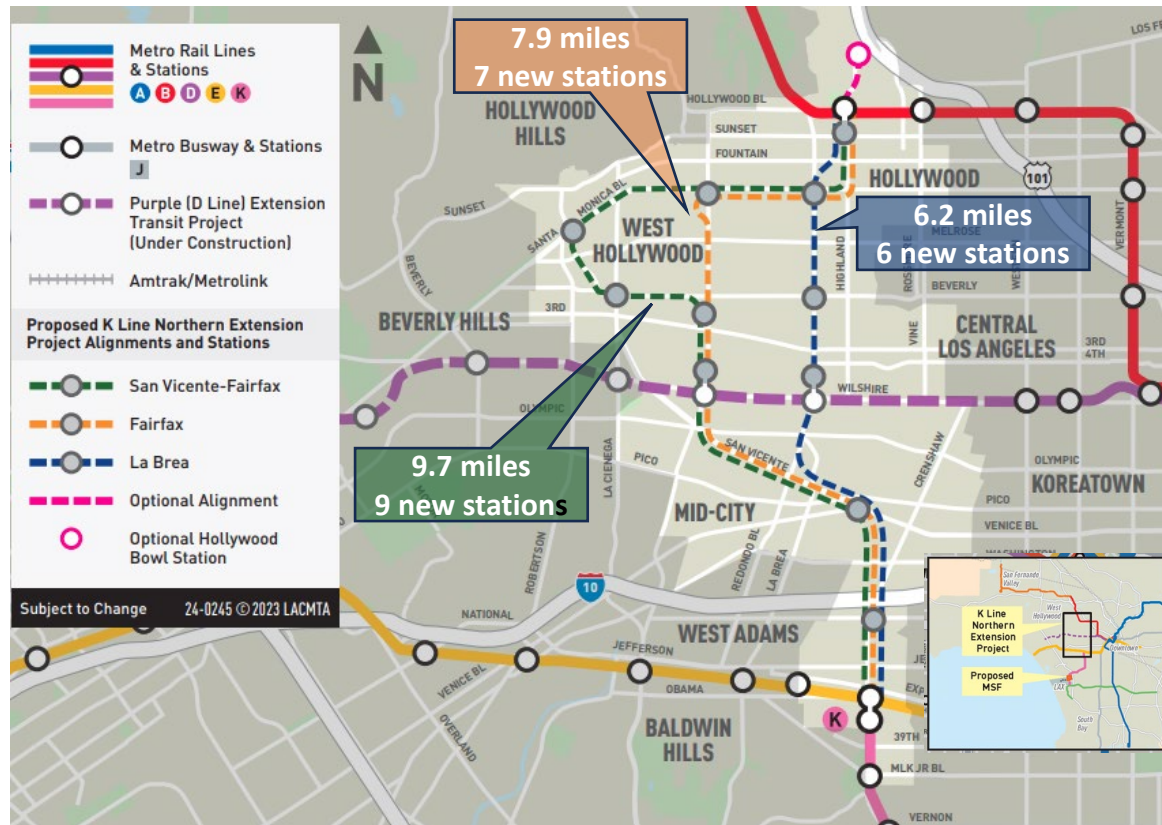 Metro Rail Lines
& Stations
A B D E K
Metro Busway & Stations
J
Purple (D Line) Extension
Transit Project
(Under Construction)
Amtrak/Metrolink
Proposed K Line Northern Extension
Project Alignments and Stations
San Vicente-Fairfax
Fairfax
La Brea
Optional Alignment
Optional Hollywood
Bowl Station
Subject to Change 24-0245 © 2023 LACMTA
N
7.9 miles
7 new stations
HOLLYWOOD
HILLS
HOLLYWOOD BL
SUNSET
FOUNTAIN
HOLLYWOOD
101
SUNSET
SANTA
MONICA BL
WEST
HOLLYWOOD
6.2 miles
6 new stations
MELROSE
HIGHLAND
VERMONT
BEVERLY
BEVERLY
BEVERLY HILLS
3RD
VINE
CENTRAL
LOS ANGELES
3RD
4TH
WILSHIRE
OLYMPIC
9.7 miles
9 new stations
LA CIENEGA
PICO
SAN VICENTE
CRENSHAW
OLYMPIC
KOREATOWN
MID-CITY
PICO
VENICE BL
ROBERTSON
REDONDO BL
LA BREA
10
NATIONAL
WEST ADAMS
JEFFERSON
VENICE BL
OBAMA
OVERLAND
BALDWIN
HILLS
K
39TH
MLK JR BL
VERNON
San Fernando
Valley
West
Hollywood
K Line
Northern
Extension
Project
Downtown
Proposed
MSF
LAX
South
Bay